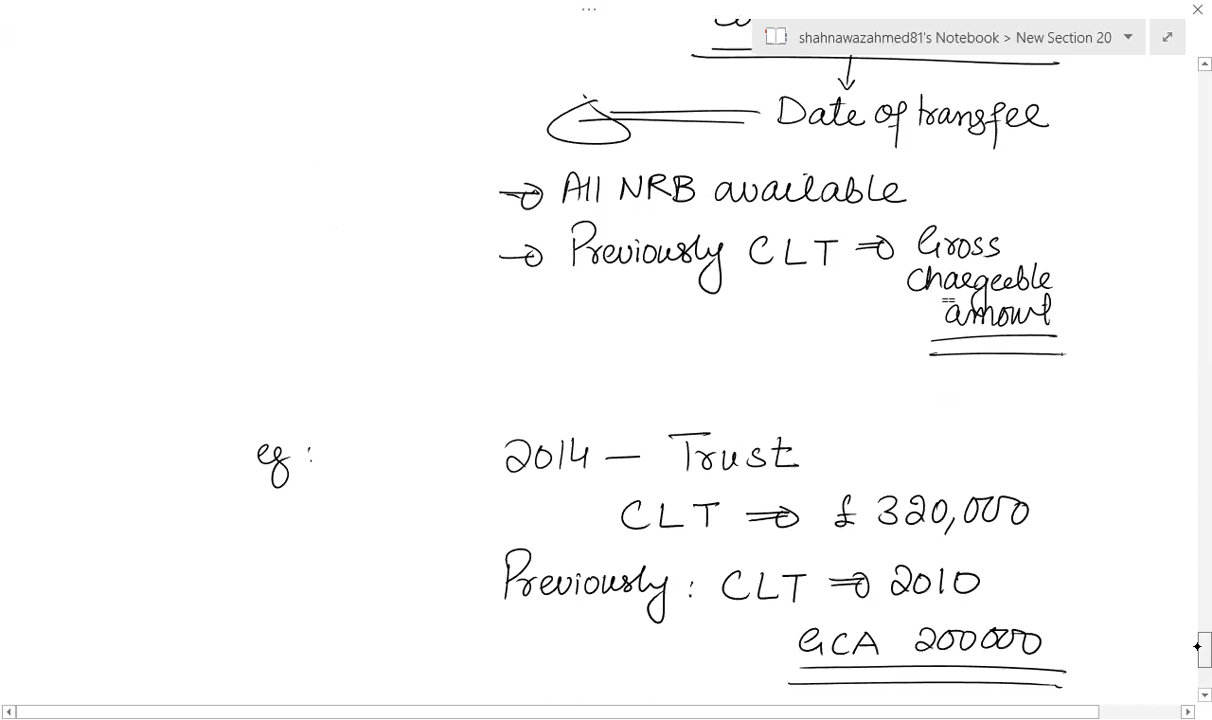 shahnawazahmed81's Notebook > New Section 20
Date of transfer
→ All NRB available
→ Previously CLT ⇒ Gross
chargeable
amount
eg :
2014 — Trust
CLT ⇒ £ 320,000
Previously : CLT ⇒ 2010
GCA 200000